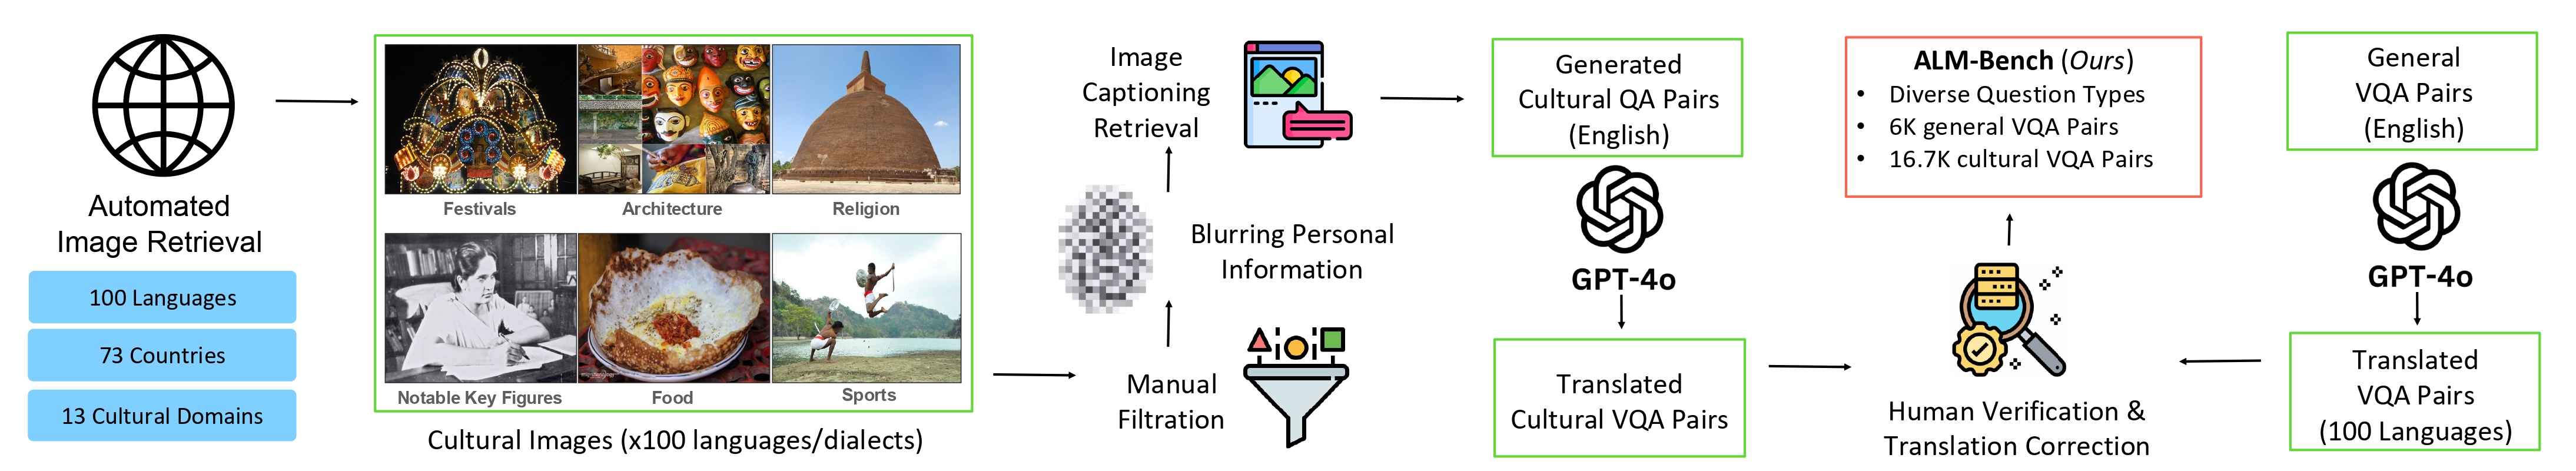 Automated
Image Retrieval
100 Languages
73 Countries
13 Cultural Domains
Festivals
Architecture
Religion
Notable Key Figures
Food
Sports
Cultural Images (x100 languages/dialects)
Image
Captioning
Retrieval
Blurring Personal
Information
Manual
Filtration
Generated
Cultural QA Pairs
(English)
GPT-4o
Translated
Cultural VQA Pairs
ALM-Bench (Ours)
• Diverse Question Types
• 6K general VQA Pairs
• 16.7K cultural VQA Pairs
Human Verification &
Translation Correction
General
VQA Pairs
(English)
GPT-4o
Translated
VQA Pairs
(100 Languages)